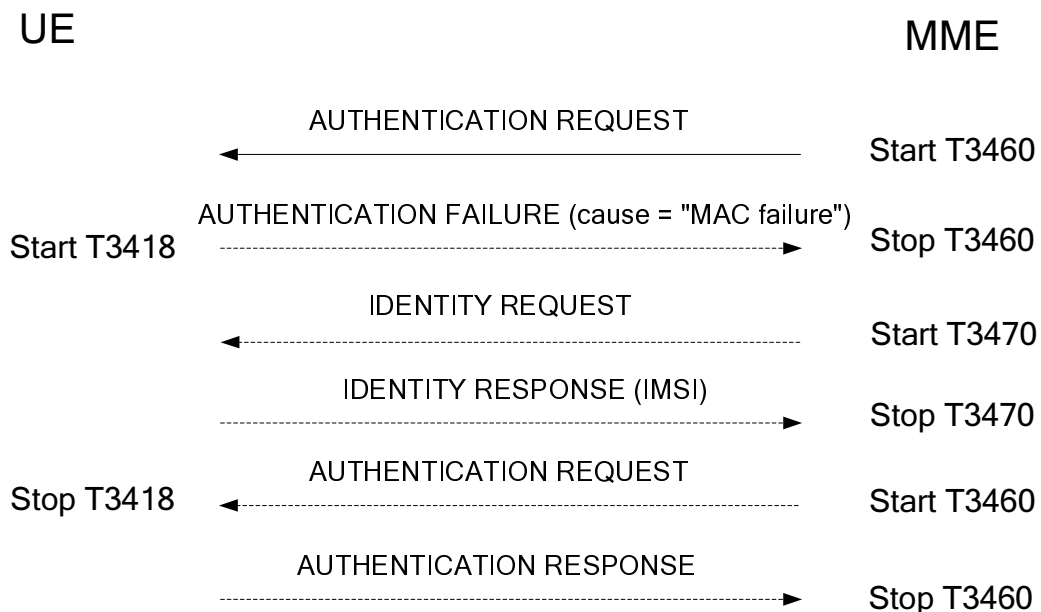 UE
MME
AUTHENTICATION REQUEST
Start T3460
AUTHENTICATION FAILURE (cause = "MAC failure")
Start T3418
Stop T3460
IDENTITY REQUEST
Start T3470
IDENTITY RESPONSE (IMSI)
Stop T3470
AUTHENTICATION REQUEST
Stop T3418
Start T3460
AUTHENTICATION RESPONSE
Stop T3460